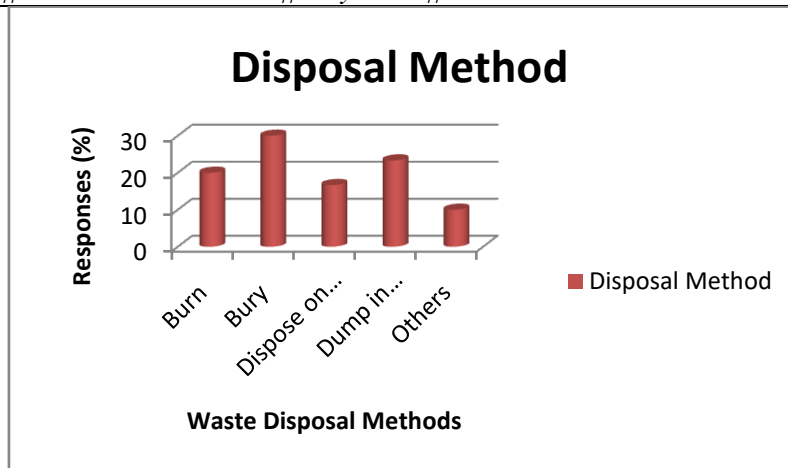 Disposal Method
Responses (%)
30
20
10
0
Burn
Bury
Dispose on...
Dump in...
Others
Disposal Method
Waste Disposal Methods